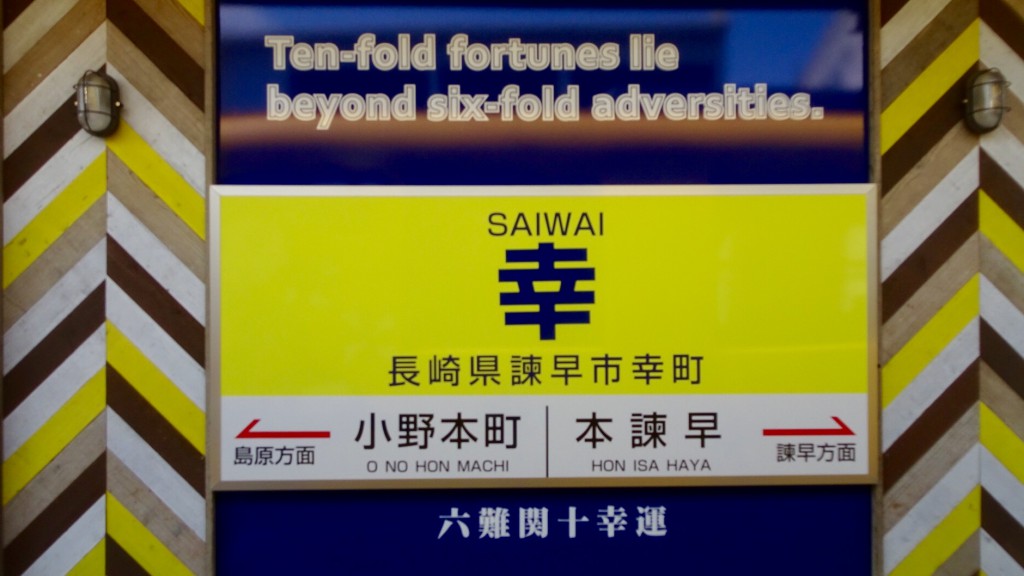 Ten-fold fortunes lie
beyond six-fold adversities.
SAIWAI
幸
長崎県諫早市幸町
小野本町 本諫早
島原方面 O NO HON MACHI HON ISA HAYA 諫早方面
六難関十幸運